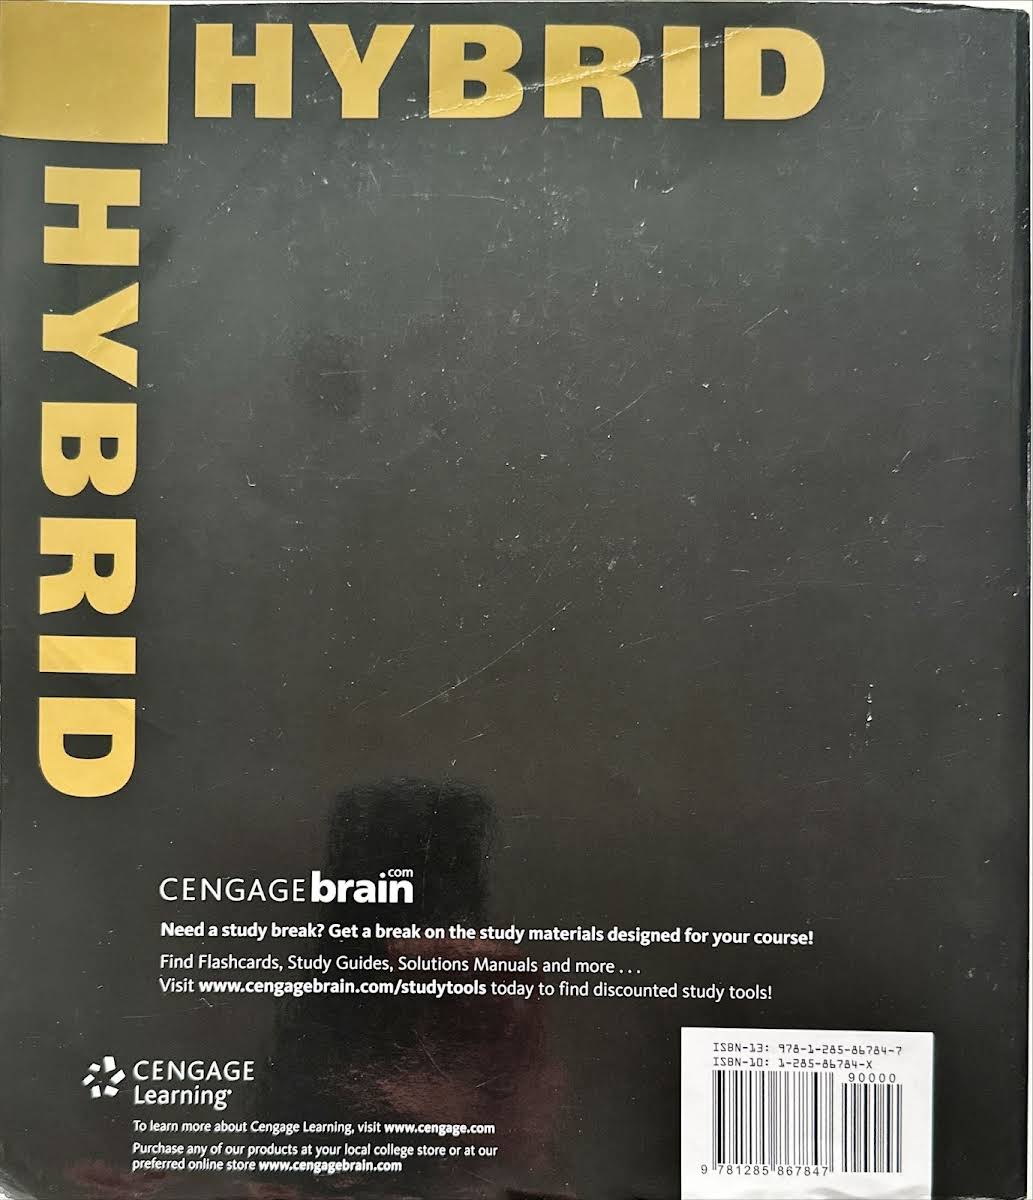 HYBRID
HYBRID
CENGAGEbrain.com
Need a study break? Get a break on the study materials designed for your course!
Find Flashcards, Study Guides, Solutions Manuals and more . . .
Visit www.cengagebrain.com/studytools today to find discounted study tools!
CENGAGE
Learning®
To learn more about Cengage Learning, visit www.cengage.com
Purchase any of our products at your local college store or at our
preferred online store www.cengagebrain.com
ISBN-13: 978-1-285-86784-7
ISBN-10: 1-285-86784-X
90000
9 781285 867847